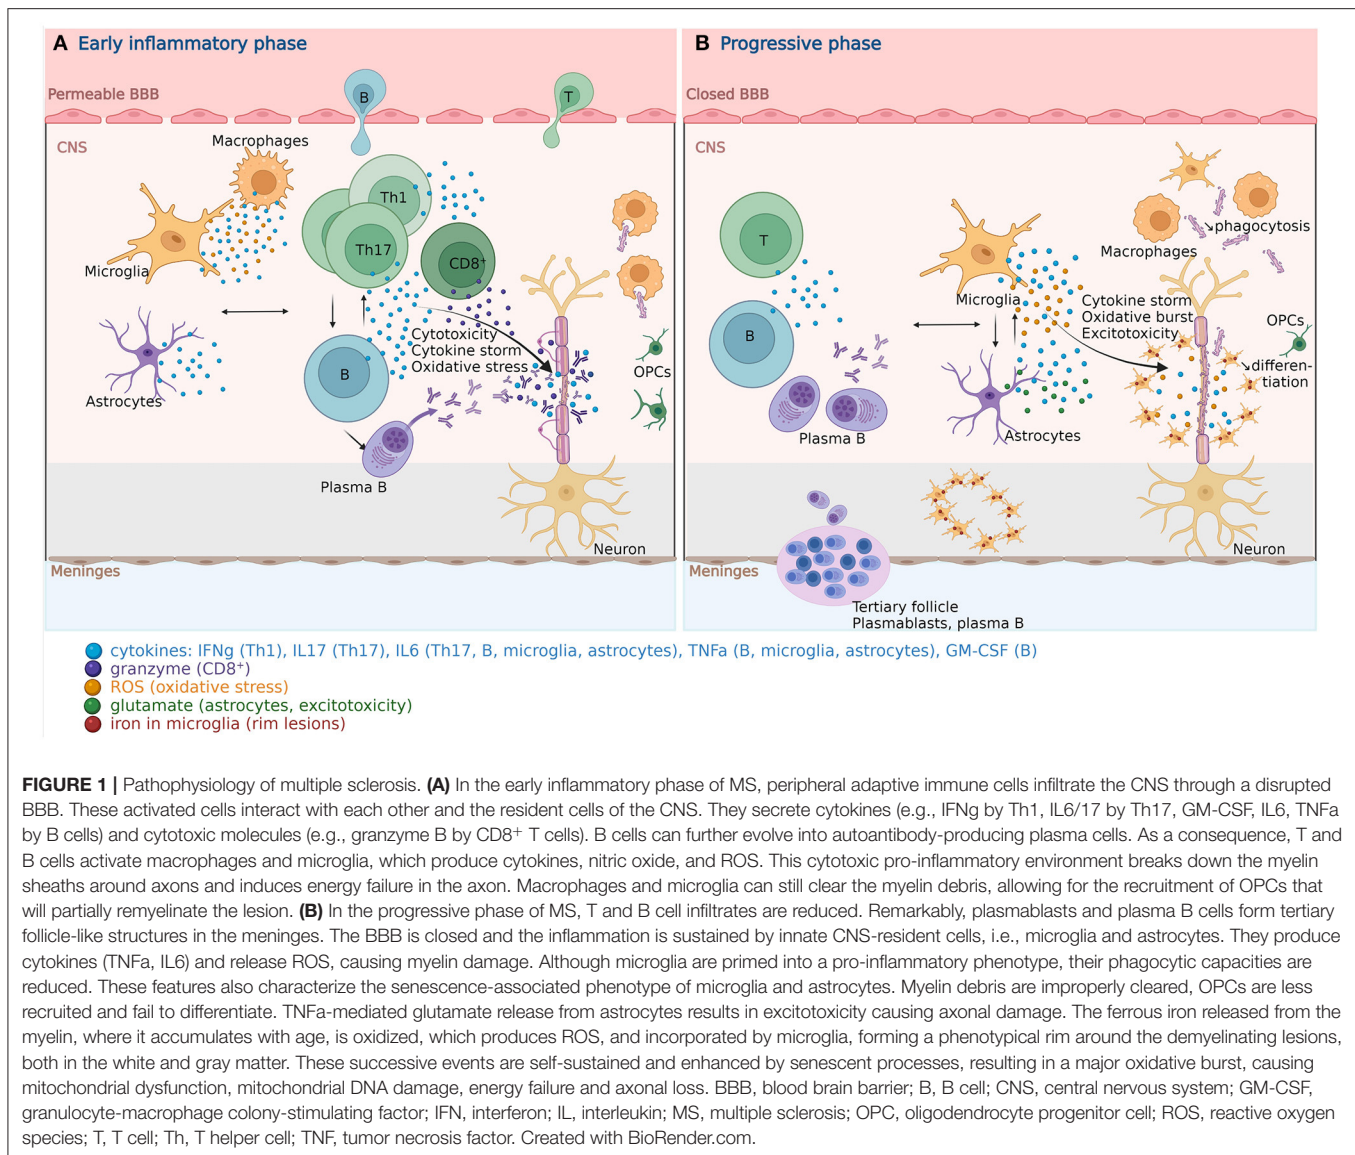 A Early inflammatory phase
Permeable BBB
B
T
CNS
Macrophages
Th1
Th17
CD8⁺
Microglia
Cytotoxicity
Cytokine storm
Oxidative stress
B
OPCs
Astrocytes
Plasma B
Neuron
Meninges
B Progressive phase
Closed BBB
CNS
T
↘phagocytosis
Macrophages
Microglia
Cytokine storm
Oxidative burst
Excitotoxicity
OPCs
B
↘differen-
tiation
Plasma B
Astrocytes
Neuron
Meninges
Tertiary follicle
Plasmablasts, plasma B
cytokines: IFNg (Th1), IL17 (Th17), IL6 (Th17, B, microglia, astrocytes), TNFa (B, microglia, astrocytes), GM-CSF (B)
granzyme (CD8⁺)
ROS (oxidative stress)
glutamate (astrocytes, excitotoxicity)
iron in microglia (rim lesions)
FIGURE 1 | Pathophysiology of multiple sclerosis. (A) In the early inflammatory phase of MS, peripheral adaptive immune cells infiltrate the CNS through a disrupted
BBB. These activated cells interact with each other and the resident cells of the CNS. They secrete cytokines (e.g., IFNg by Th1, IL6/17 by Th17, GM-CSF, IL6, TNFa
by B cells) and cytotoxic molecules (e.g., granzyme B by CD8⁺ T cells). B cells can further evolve into autoantibody-producing plasma cells. As a consequence, T and
B cells activate macrophages and microglia, which produce cytokines, nitric oxide, and ROS. This cytotoxic pro-inflammatory environment breaks down the myelin
sheaths around axons and induces energy failure in the axon. Macrophages and microglia can still clear the myelin debris, allowing for the recruitment of OPCs that
will partially remyelinate the lesion. (B) In the progressive phase of MS, T and B cell infiltrates are reduced. Remarkably, plasmablasts and plasma B cells form tertiary
follicle-like structures in the meninges. The BBB is closed and the inflammation is sustained by innate CNS-resident cells, i.e., microglia and astrocytes. They produce
cytokines (TNFa, IL6) and release ROS, causing myelin damage. Although microglia are primed into a pro-inflammatory phenotype, their phagocytic capacities are
reduced. These features also characterize the senescence-associated phenotype of microglia and astrocytes. Myelin debris are improperly cleared, OPCs are less
recruited and fail to differentiate. TNFa-mediated glutamate release from astrocytes results in excitotoxicity causing axonal damage. The ferrous iron released from the
myelin, where it accumulates with age, is oxidized, which produces ROS, and incorporated by microglia, forming a phenotypical rim around the demyelinating lesions,
both in the white and gray matter. These successive events are self-sustained and enhanced by senescent processes, resulting in a major oxidative burst, causing
mitochondrial dysfunction, mitochondrial DNA damage, energy failure and axonal loss. BBB, blood brain barrier; B, B cell; CNS, central nervous system; GM-CSF,
granulocyte-macrophage colony-stimulating factor; IFN, interferon; IL, interleukin; MS, multiple sclerosis; OPC, oligodendrocyte progenitor cell; ROS, reactive oxygen
species; T, T cell; Th, T helper cell; TNF, tumor necrosis factor. Created with BioRender.com.